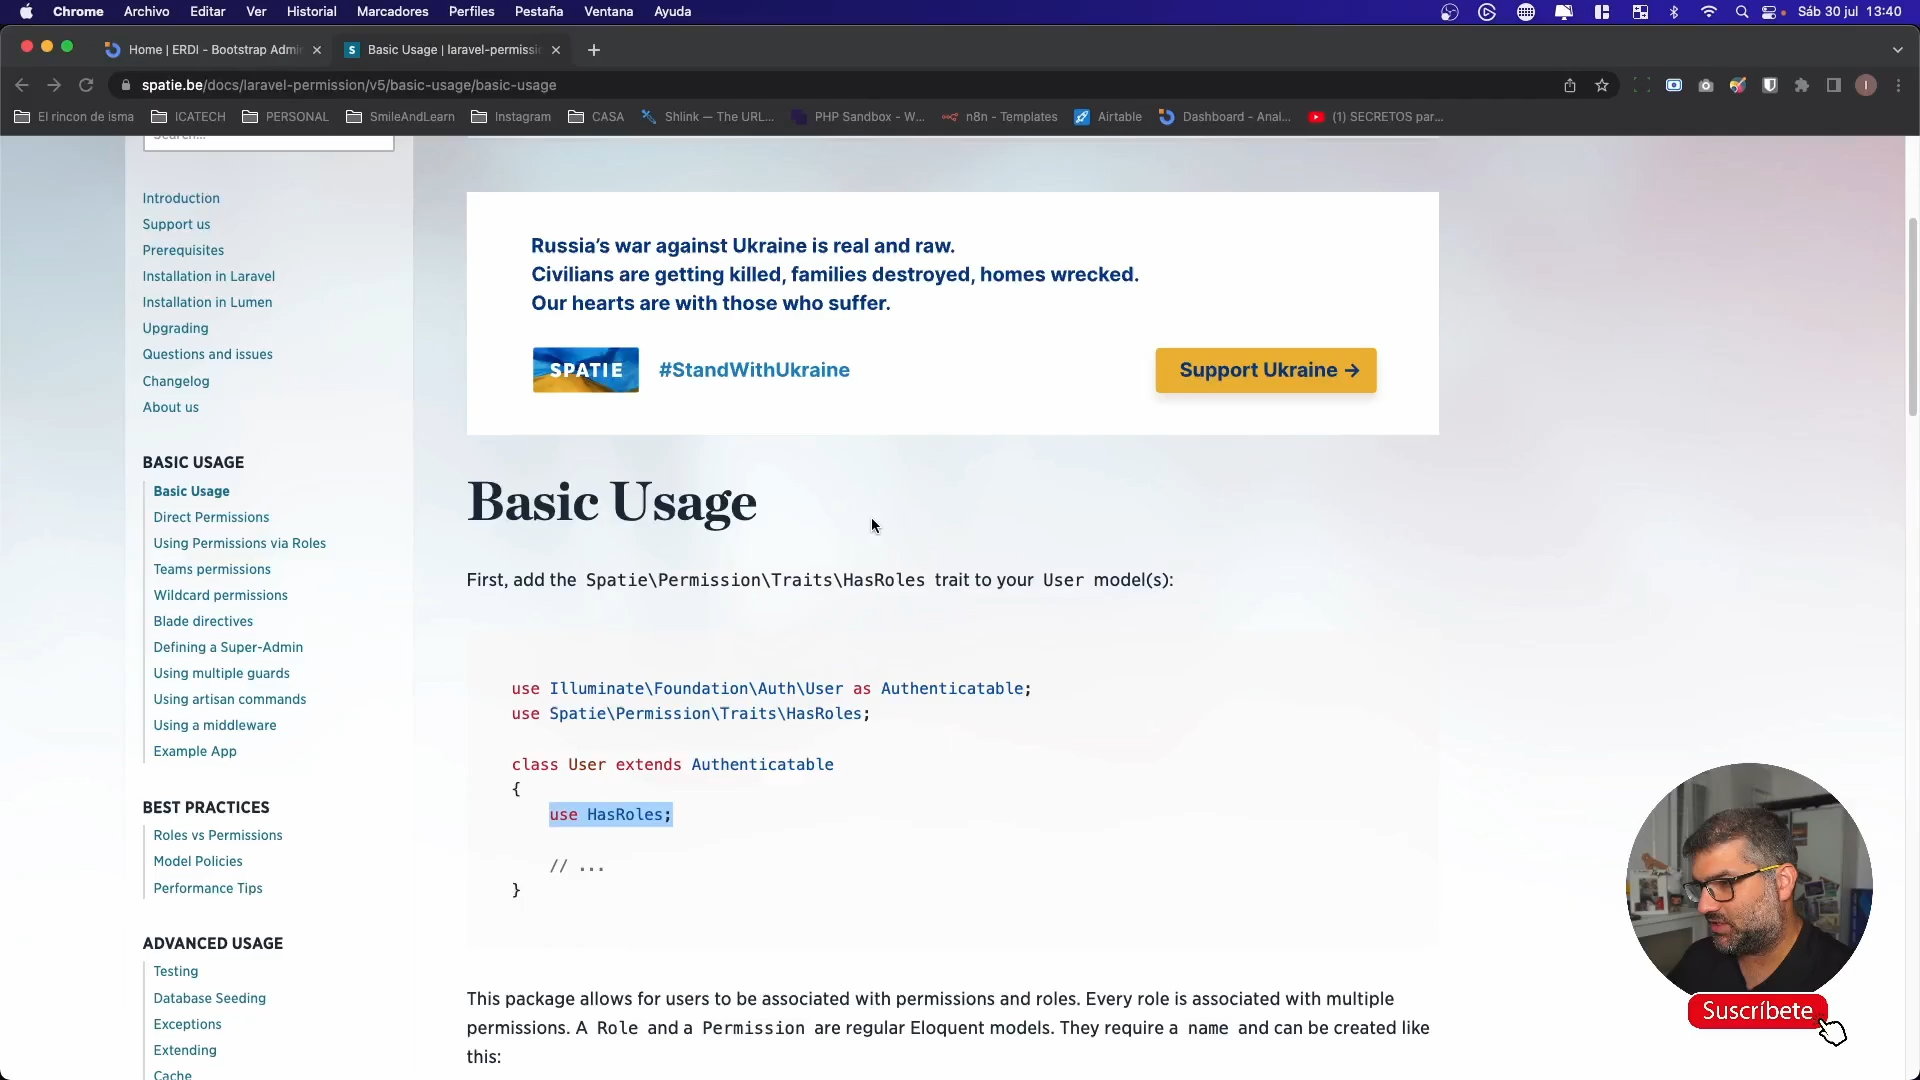 Chrome Archivo Editar Ver Historial Marcadores Perfiles Pestaña Ventana Ayuda Sáb 30 jul 13:40
Home | ERDI - Bootstrap Admi
Basic Usage | laravel-permissi
spatie.be/docs/laravel-permission/v5/basic-usage/basic-usage
El rincon de isma ICATECH PERSONAL SmileAndLearn Instagram CASA Shlink — The URL... PHP Sandbox - W... n8n - Templates Airtable Dashboard - Anal... (1) SECRETOS par...
Search...
Introduction
Support us
Prerequisites
Installation in Laravel
Installation in Lumen
Upgrading
Questions and issues
Changelog
About us
BASIC USAGE
Basic Usage
Direct Permissions
Using Permissions via Roles
Teams permissions
Wildcard permissions
Blade directives
Defining a Super-Admin
Using multiple guards
Using artisan commands
Using a middleware
Example App
BEST PRACTICES
Roles vs Permissions
Model Policies
Performance Tips
ADVANCED USAGE
Testing
Database Seeding
Exceptions
Extending
Cache
Russia's war against Ukraine is real and raw.
Civilians are getting killed, families destroyed, homes wrecked.
Our hearts are with those who suffer.
SPATIE #StandWithUkraine Support Ukraine →
Basic Usage
First, add the Spatie\Permission\Traits\HasRoles trait to your User model(s):
use Illuminate\Foundation\Auth\User as Authenticatable;
use Spatie\Permission\Traits\HasRoles;
class User extends Authenticatable
{
use HasRoles;
// ...
}
This package allows for users to be associated with permissions and roles. Every role is associated with multiple
permissions. A Role and a Permission are regular Eloquent models. They require a name and can be created like
this:
Suscríbete